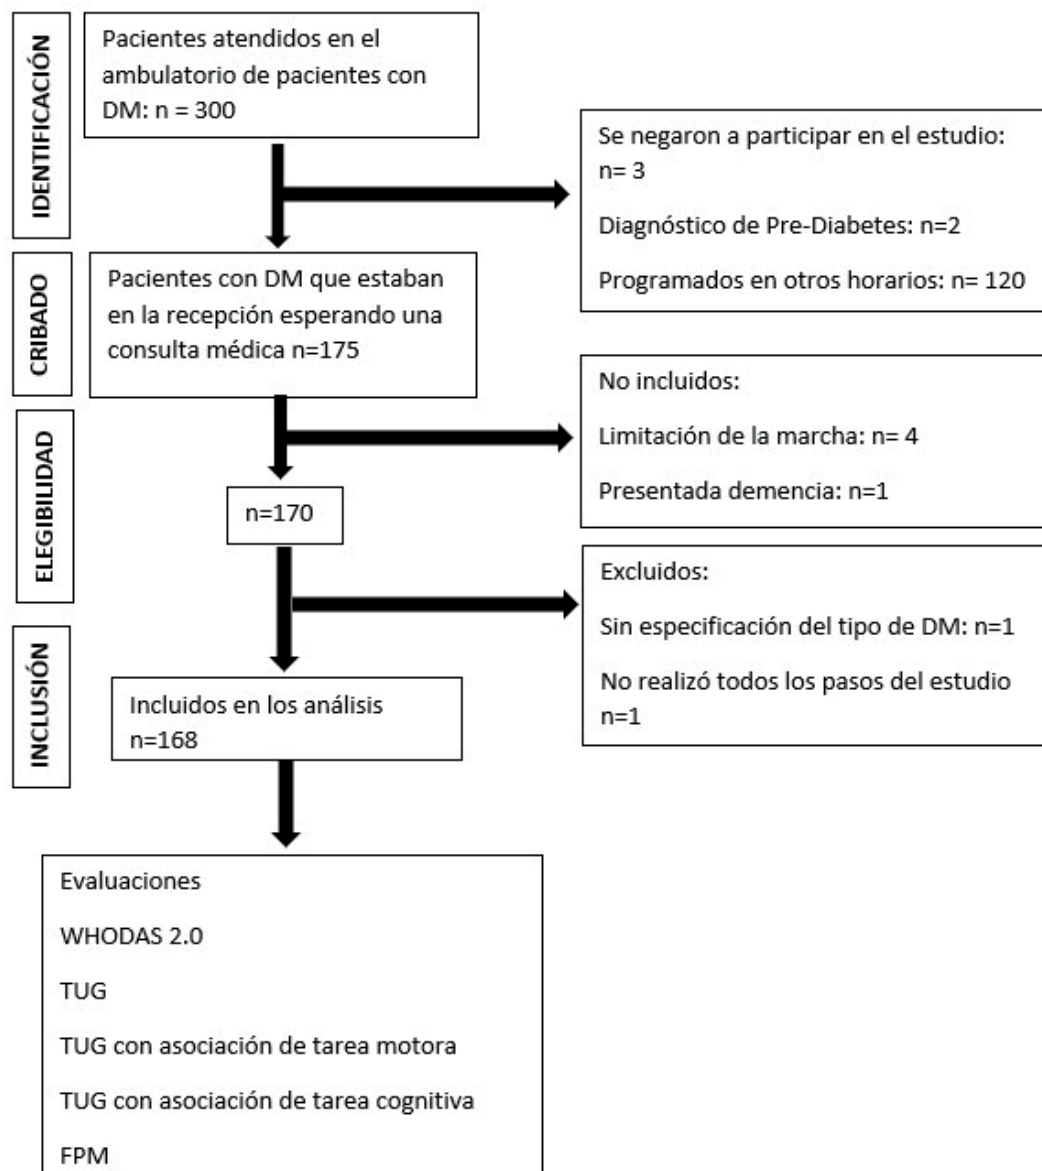 IDENTIFICACIÓN
Pacientes atendidos en el
ambulatorio de pacientes con
DM: n = 300
Se negaron a participar en el estudio:
n= 3
Diagnóstico de Pre-Diabetes: n=2
Programados en otros horarios: n= 120
CRIBADO
Pacientes con DM que estaban
en la recepción esperando una
consulta médica n=175
No incluidos:
Limitación de la marcha: n= 4
Presentada demencia: n=1
ELEGIBILIDAD
n=170
Excluidos:
Sin especificación del tipo de DM: n=1
No realizó todos los pasos del estudio
n=1
INCLUSIÓN
Incluidos en los análisis
n=168
Evaluaciones
WHODAS 2.0
TUG
TUG con asociación de tarea motora
TUG con asociación de tarea cognitiva
FPM